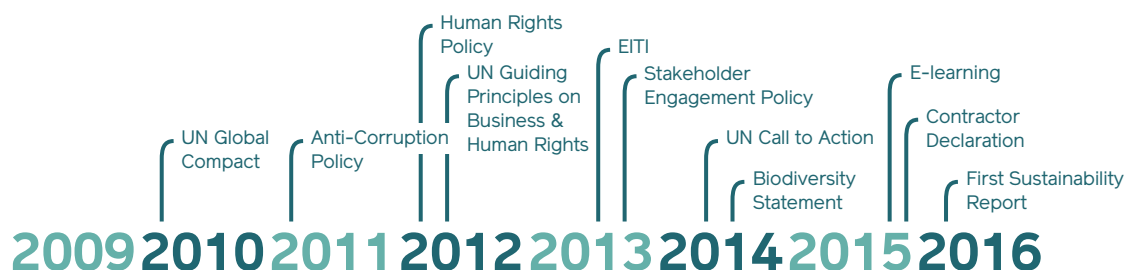 Human Rights
Policy
EITI
UN Guiding
Principles on
Business &
Human Rights
Stakeholder
Engagement Policy
E-learning
Contractor
Declaration
UN Global
Compact
Anti-Corruption
Policy
UN Call to Action
Biodiversity
Statement
First Sustainability
Report
2009 2010 2011 2012 2013 2014 2015 2016